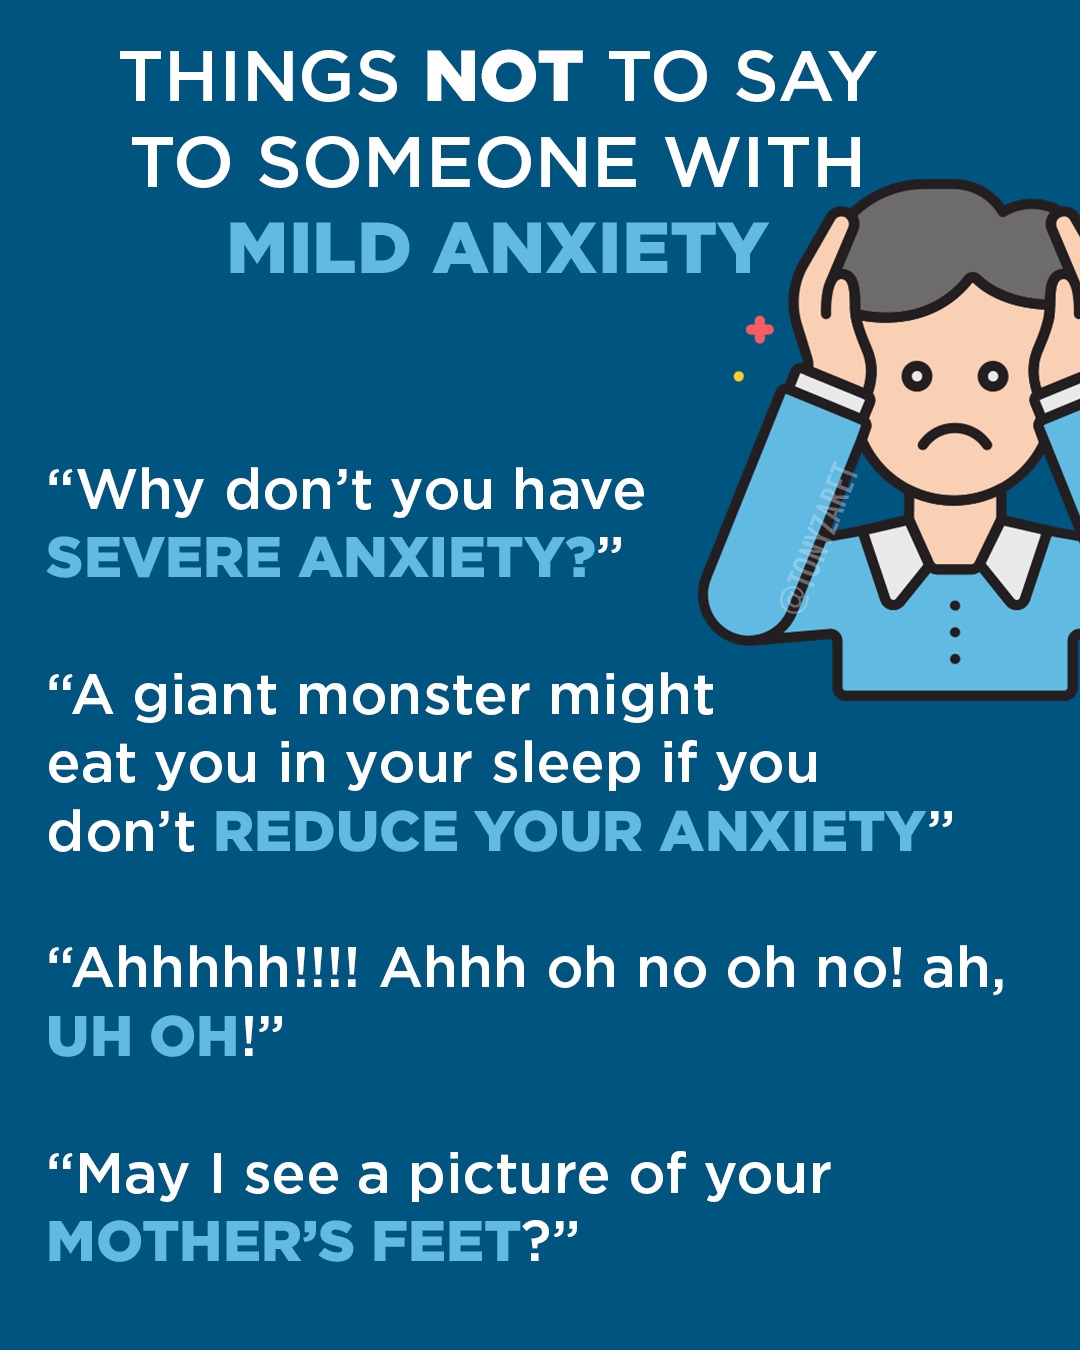 THINGS NOT TO SAY
TO SOMEONE WITH
MILD ANXIETY
“Why don’t you have
SEVERE ANXIETY?”
@TONYZARET
“A giant monster might
eat you in your sleep if you
don’t REDUCE YOUR ANXIETY”
“Ahhhhh!!!! Ahhh oh no oh no! ah,
UH OH!”
“May I see a picture of your
MOTHER’S FEET?”